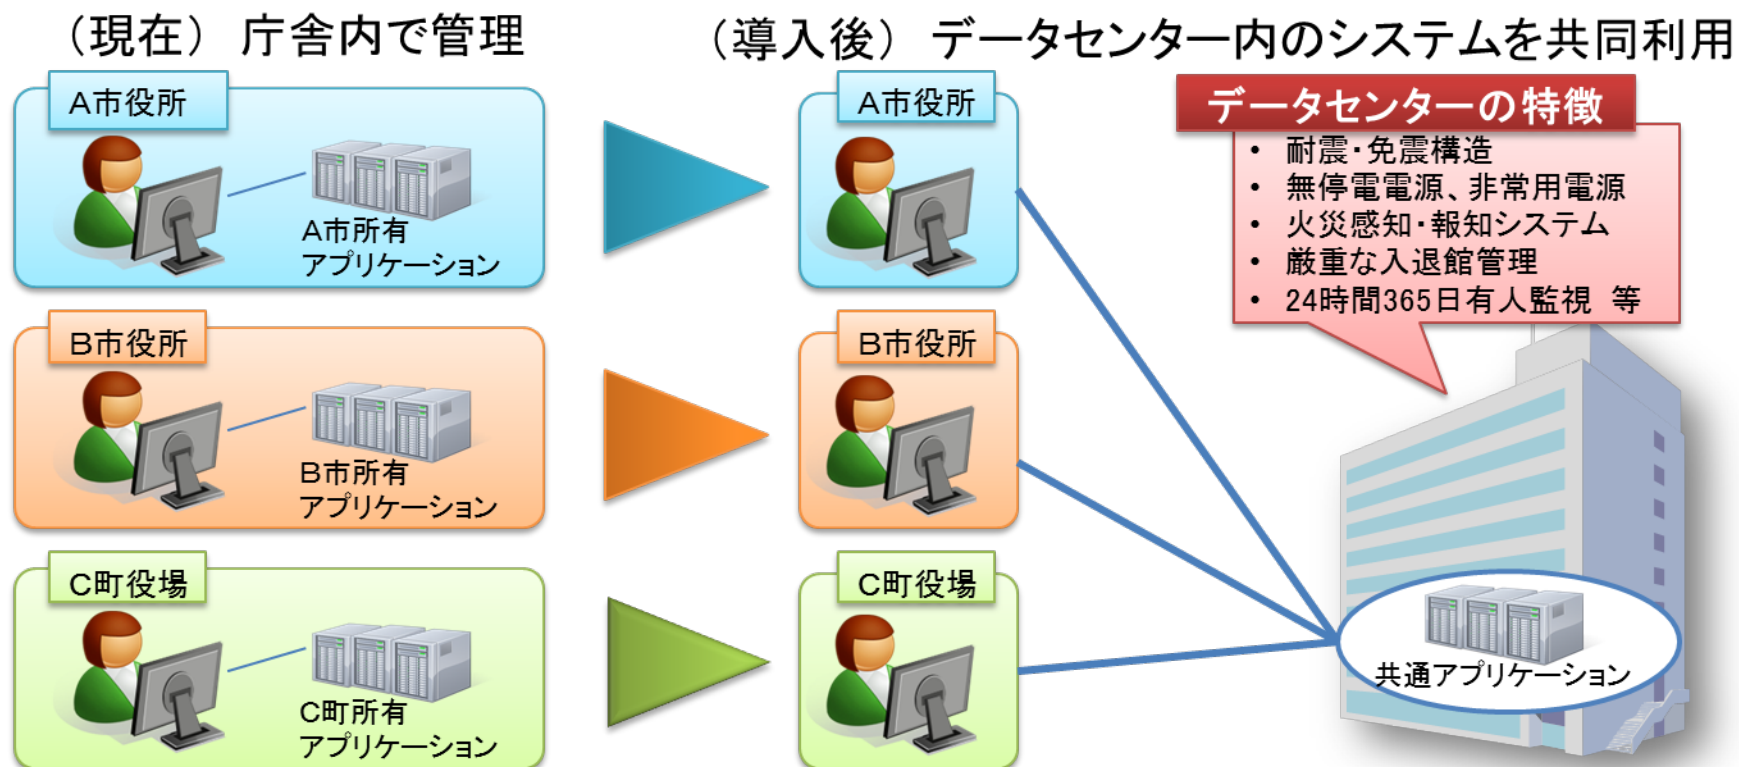 （現在）庁舎内で管理
A市役所
A市所有
アプリケーション
B市役所
B市所有
アプリケーション
C町役場
C町所有
アプリケーション
（導入後）データセンター内のシステムを共同利用
A市役所
B市役所
C町役場
データセンターの特徴
• 耐震・免震構造
• 無停電電源、非常用電源
• 火災感知・報知システム
• 厳重な入退館管理
• 24時間365日有人監視 等
共通アプリケーション